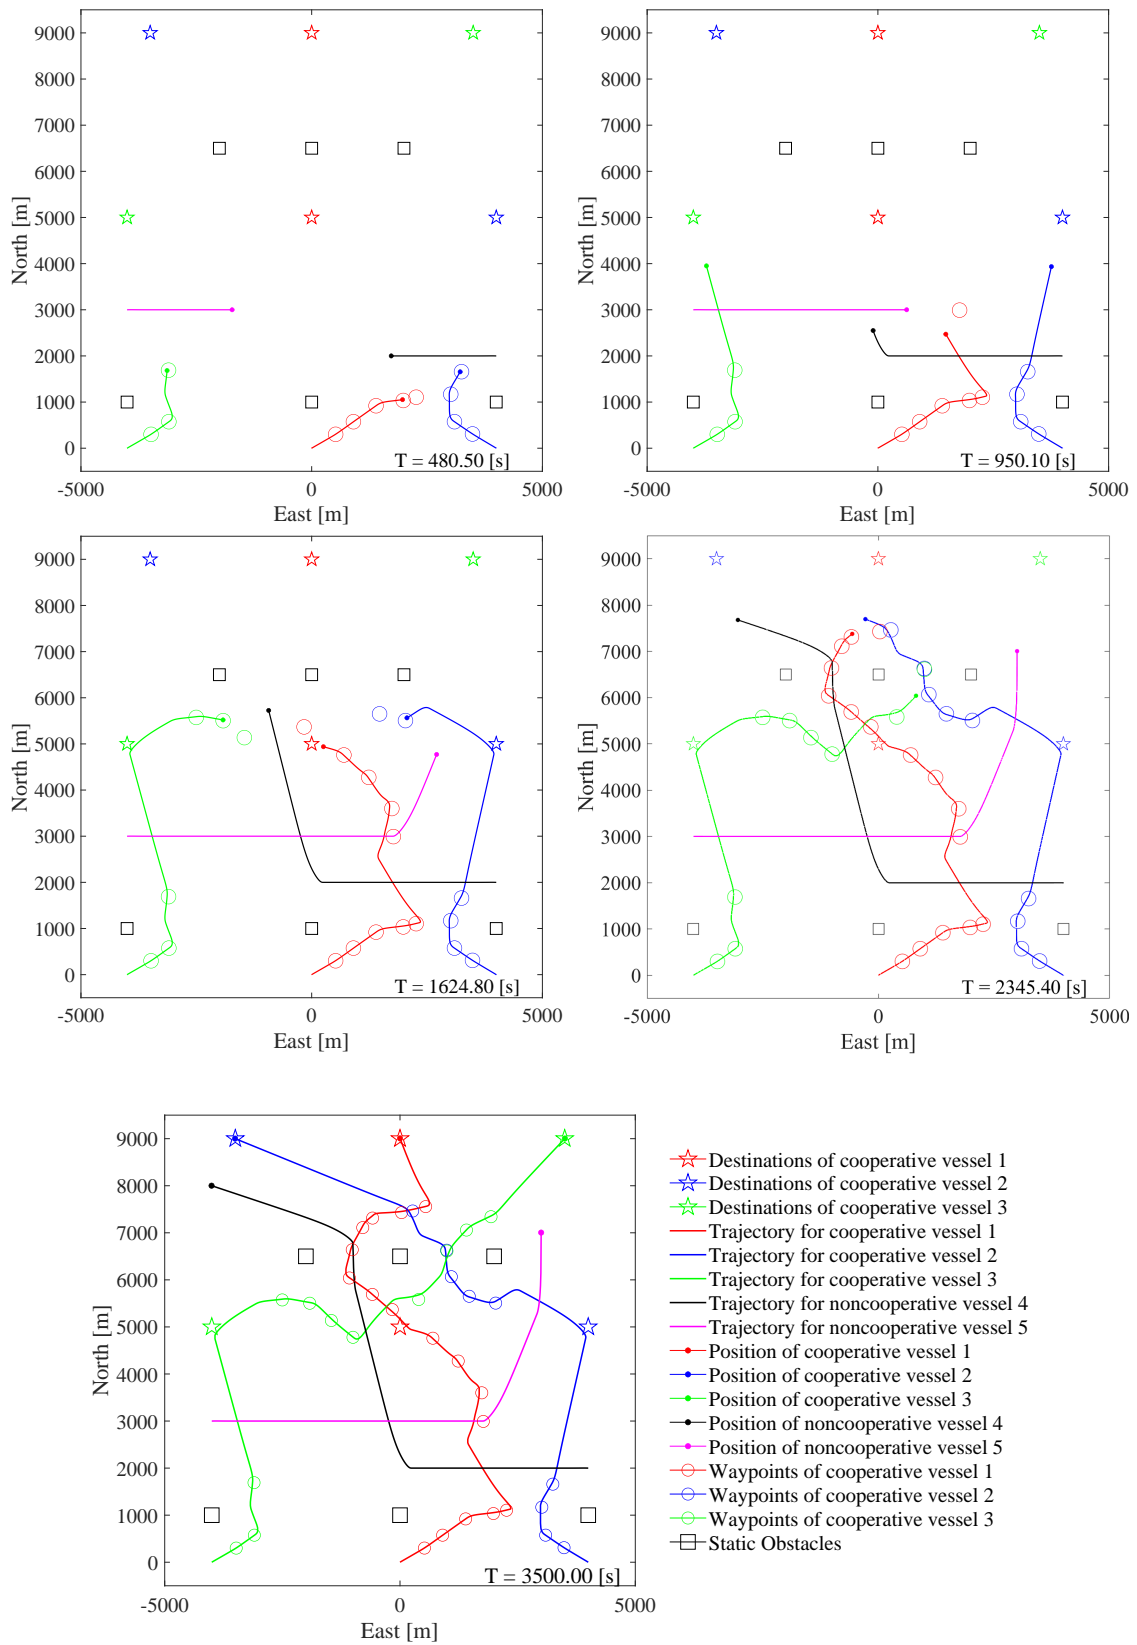 9000
8000
7000
6000
5000
4000
3000
2000
1000
0
North [m]
T = 480.50 [s]
-5000 0 5000
East [m]
9000
8000
7000
6000
5000
4000
3000
2000
1000
0
North [m]
T = 950.10 [s]
-5000 0 5000
East [m]
9000
8000
7000
6000
5000
4000
3000
2000
1000
0
North [m]
T = 1624.80 [s]
-5000 0 5000
East [m]
9000
8000
7000
6000
5000
4000
3000
2000
1000
0
North [m]
T = 2345.40 [s]
-5000 0 5000
East [m]
9000
8000
7000
6000
5000
4000
3000
2000
1000
0
North [m]
T = 3500.00 [s]
-5000 0 5000
East [m]
Destinations of cooperative vessel 1
Destinations of cooperative vessel 2
Destinations of cooperative vessel 3
Trajectory for cooperative vessel 1
Trajectory for cooperative vessel 2
Trajectory for cooperative vessel 3
Trajectory for noncooperative vessel 4
Trajectory for noncooperative vessel 5
Position of cooperative vessel 1
Position of cooperative vessel 2
Position of cooperative vessel 3
Position of noncooperative vessel 4
Position of noncooperative vessel 5
Waypoints of cooperative vessel 1
Waypoints of cooperative vessel 2
Waypoints of cooperative vessel 3
Static Obstacles